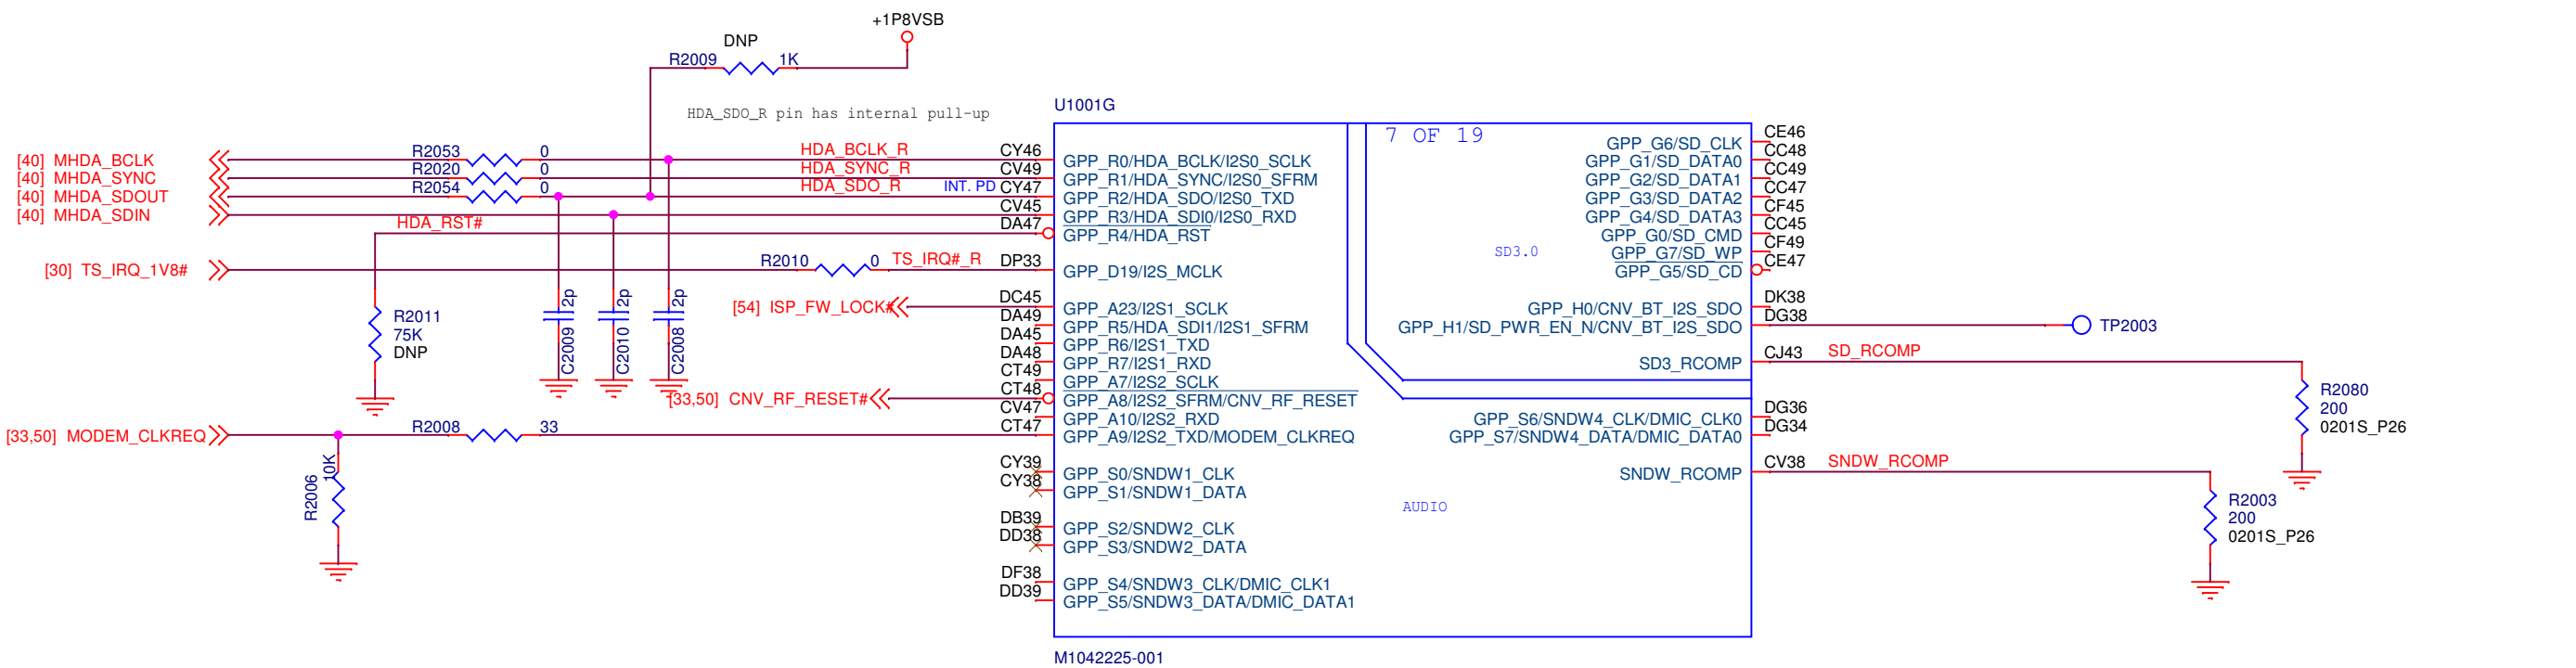 +1P8VSB
DNP
R2009 1K
HDA_SDO_R pin has internal pull-up
U1001G
7 OF 19
[40] MHDA_BCLK R2053 0 HDA_BCLK_R CY46 GPP_R0/HDA_BCLK/I2S0_SCLK
[40] MHDA_SYNC R2020 0 HDA_SYNC_R CV49 GPP_R1/HDA_SYNC/I2S0_SFRM
[40] MHDA_SDOUT R2054 0 HDA_SDO_R INT. PD CY47 GPP_R2/HDA_SDO/I2S0_TXD
[40] MHDA_SDIN CV45 GPP_R3/HDA_SDI0/I2S0_RXD
HDA_RST# DA47 GPP_R4/HDA_RST
[30] TS_IRQ_1V8# R2010 0 TS_IRQ#_R DP33 GPP_D19/I2S_MCLK
[54] ISP_FW_LOCK# DC45 GPP_A23/I2S1_SCLK
DA49 GPP_R5/HDA_SDI1/I2S1_SFRM
DA45 GPP_R6/I2S1_TXD
DA48 GPP_R7/I2S1_RXD
CT49 GPP_A7/I2S2_SCLK
[33,50] CNV_RF_RESET# CT48 GPP_A8/I2S2_SFRM/CNV_RF_RESET
CV47 GPP_A10/I2S2_RXD
[33,50] MODEM_CLKREQ R2008 33 CT47 GPP_A9/I2S2_TXD/MODEM_CLKREQ
CY39 GPP_S0/SNDW1_CLK
CY38 GPP_S1/SNDW1_DATA
DB39 GPP_S2/SNDW2_CLK
DD38 GPP_S3/SNDW2_DATA
DF38 GPP_S4/SNDW3_CLK/DMIC_CLK1
DD39 GPP_S5/SNDW3_DATA/DMIC_DATA1
R2011
75K
DNP
C2009 2p
C2010 2p
C2008 2p
R2006 10K
GPP_G6/SD_CLK CE46
GPP_G1/SD_DATA0 CC48
GPP_G2/SD_DATA1 CC49
GPP_G3/SD_DATA2 CC47
GPP_G4/SD_DATA3 CF45
GPP_G0/SD_CMD CC45
GPP_G7/SD_WP CF49
GPP_G5/SD_CD CE47
SD3.0
GPP_H0/CNV_BT_I2S_SDO DK38
GPP_H1/SD_PWR_EN_N/CNV_BT_I2S_SDO DG38 TP2003
SD3_RCOMP CJ43 SD_RCOMP
R2080
200
0201S_P26
GPP_S6/SNDW4_CLK/DMIC_CLK0 DG36
GPP_S7/SNDW4_DATA/DMIC_DATA0 DG34
SNDW_RCOMP CV38 SNDW_RCOMP
R2003
200
0201S_P26
AUDIO
M1042225-001